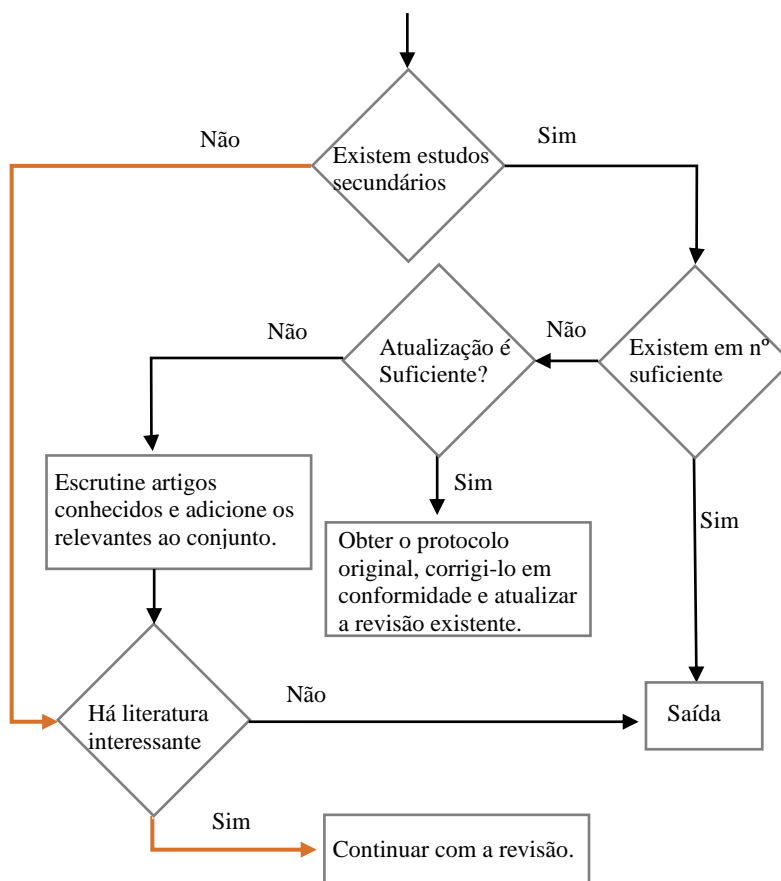 Não
Sim
Existem estudos
secundários
Não
Não
Atualização é
Suficiente?
Existem em nº
suficiente
Escrutine artigos
conhecidos e adicione os
relevantes ao conjunto.
Sim
Sim
Obter o protocolo
original, corrigi-lo em
conformidade e atualizar
a revisão existente.
Não
Há literatura
interessante
Saída
Sim
Continuar com a revisão.